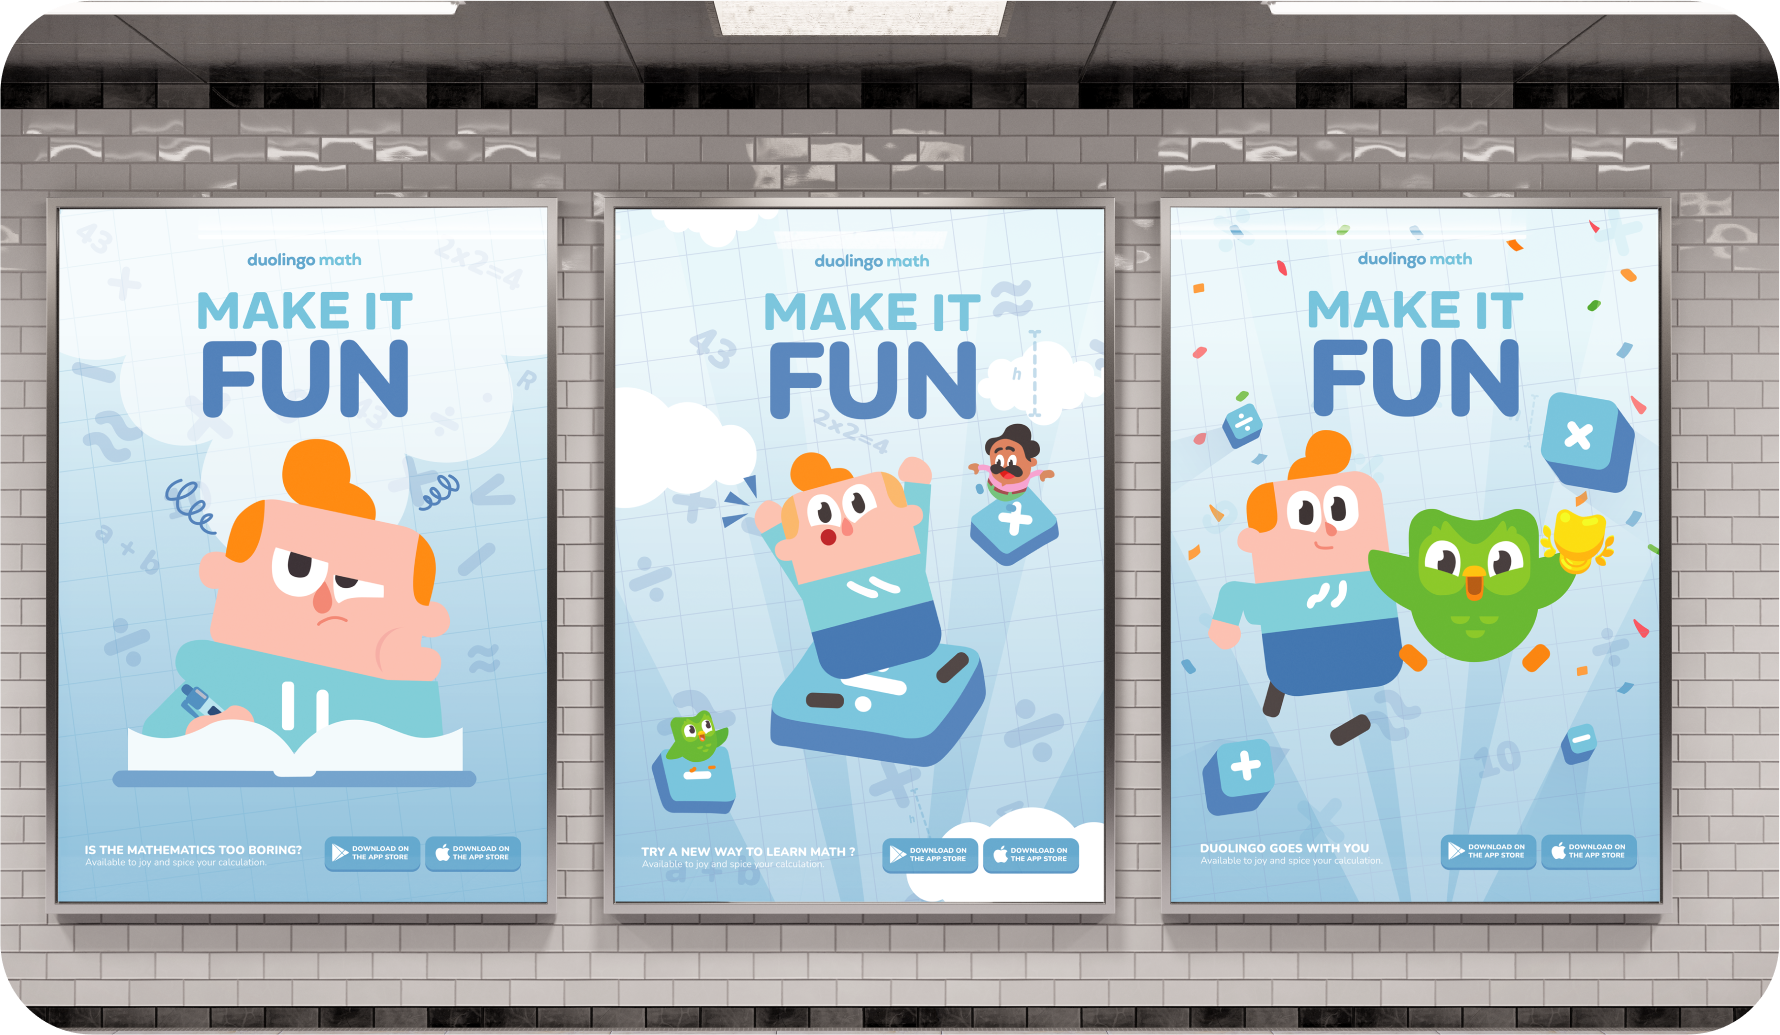 duolingo math
MAKE IT
FUN
43
2x2=4
R
43
a + b
IS THE MATHEMATICS TOO BORING?
Available to joy and spice your calculation.
DOWNLOAD ON
THE APP STORE
DOWNLOAD ON
THE APP STORE
duolingo math
MAKE IT
FUN
43
h
2x2=4
TRY A NEW WAY TO LEARN MATH ?
Available to joy and spice your calculation.
a + b
DOWNLOAD ON
THE APP STORE
DOWNLOAD ON
THE APP STORE
duolingo math
MAKE IT
FUN
10
DUOLINGO GOES WITH YOU
Available to joy and spice your calculation.
DOWNLOAD ON
THE APP STORE
DOWNLOAD ON
THE APP STORE